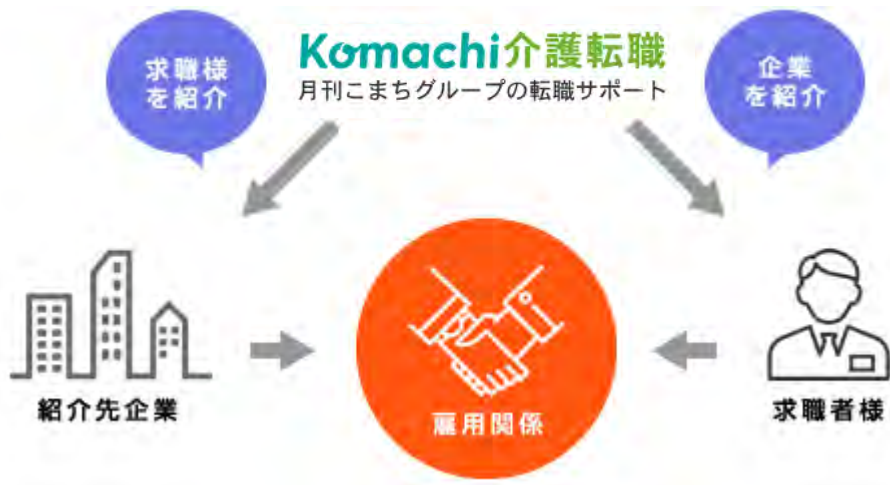 Komachi介護転職
月刊こまちグループの転職サポート
求職様
を紹介
企業
を紹介
紹介先企業
雇用関係
求職者様